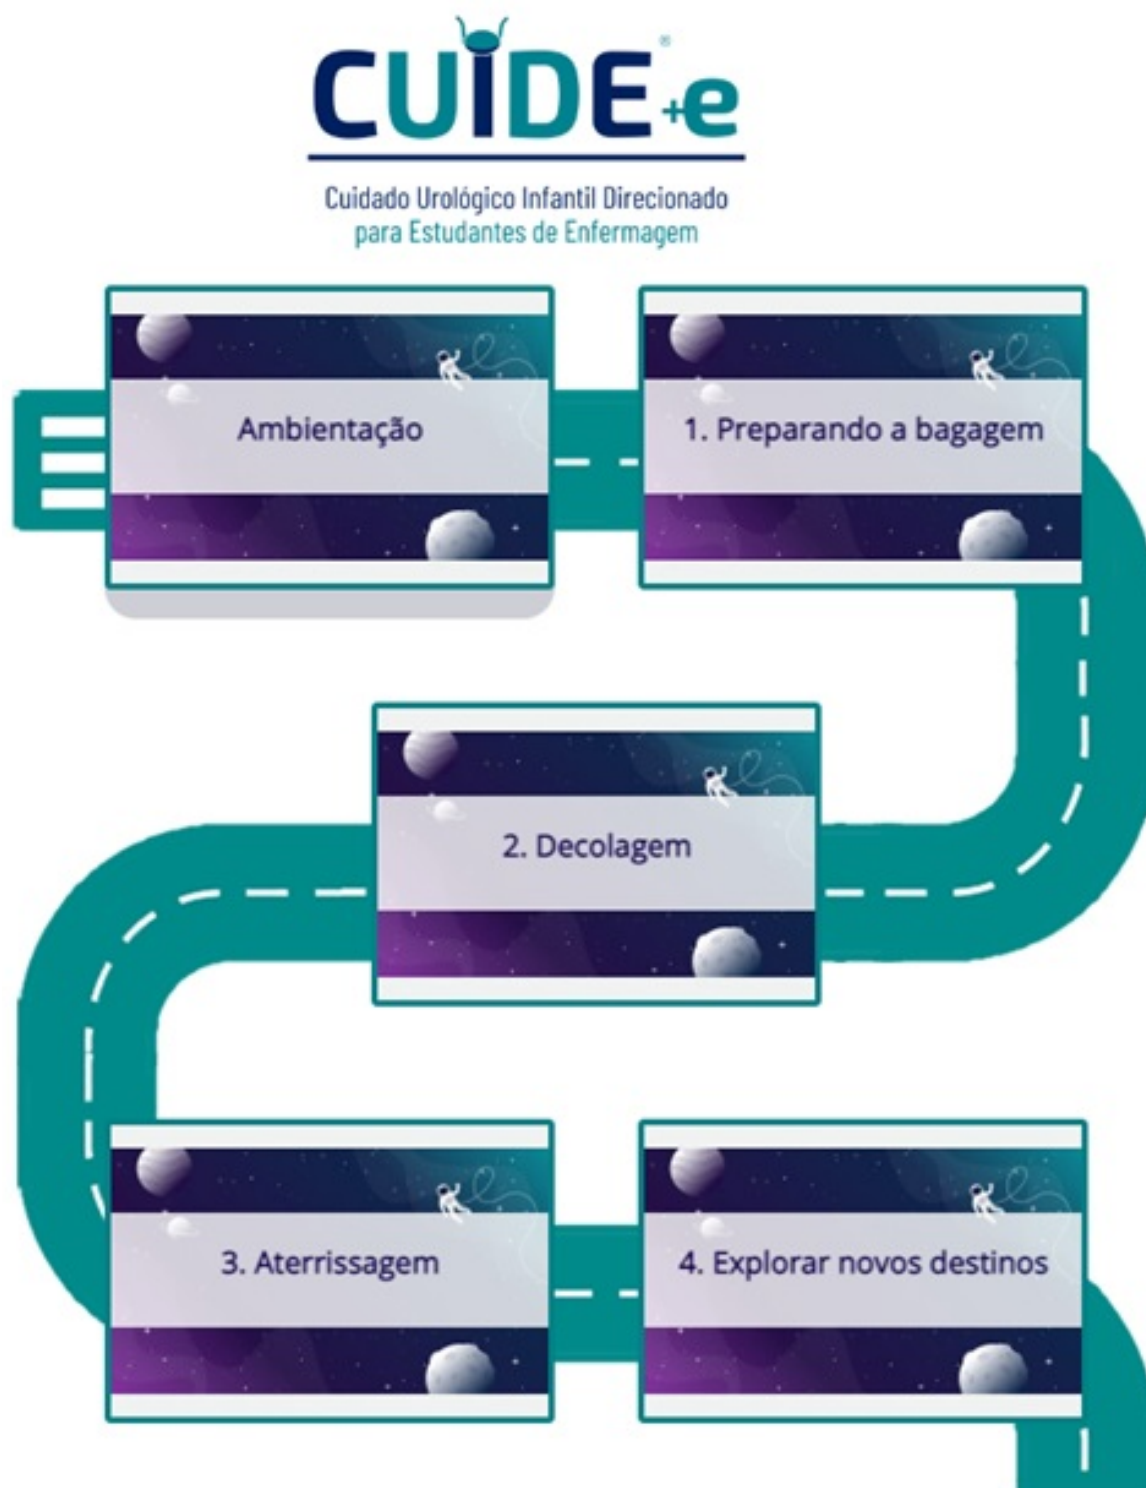 CUIDE+e®
Cuidado Urológico Infantil Direcionado
para Estudantes de Enfermagem
Ambientação
1. Preparando a bagagem
2. Decolagem
3. Aterrissagem
4. Explorar novos destinos